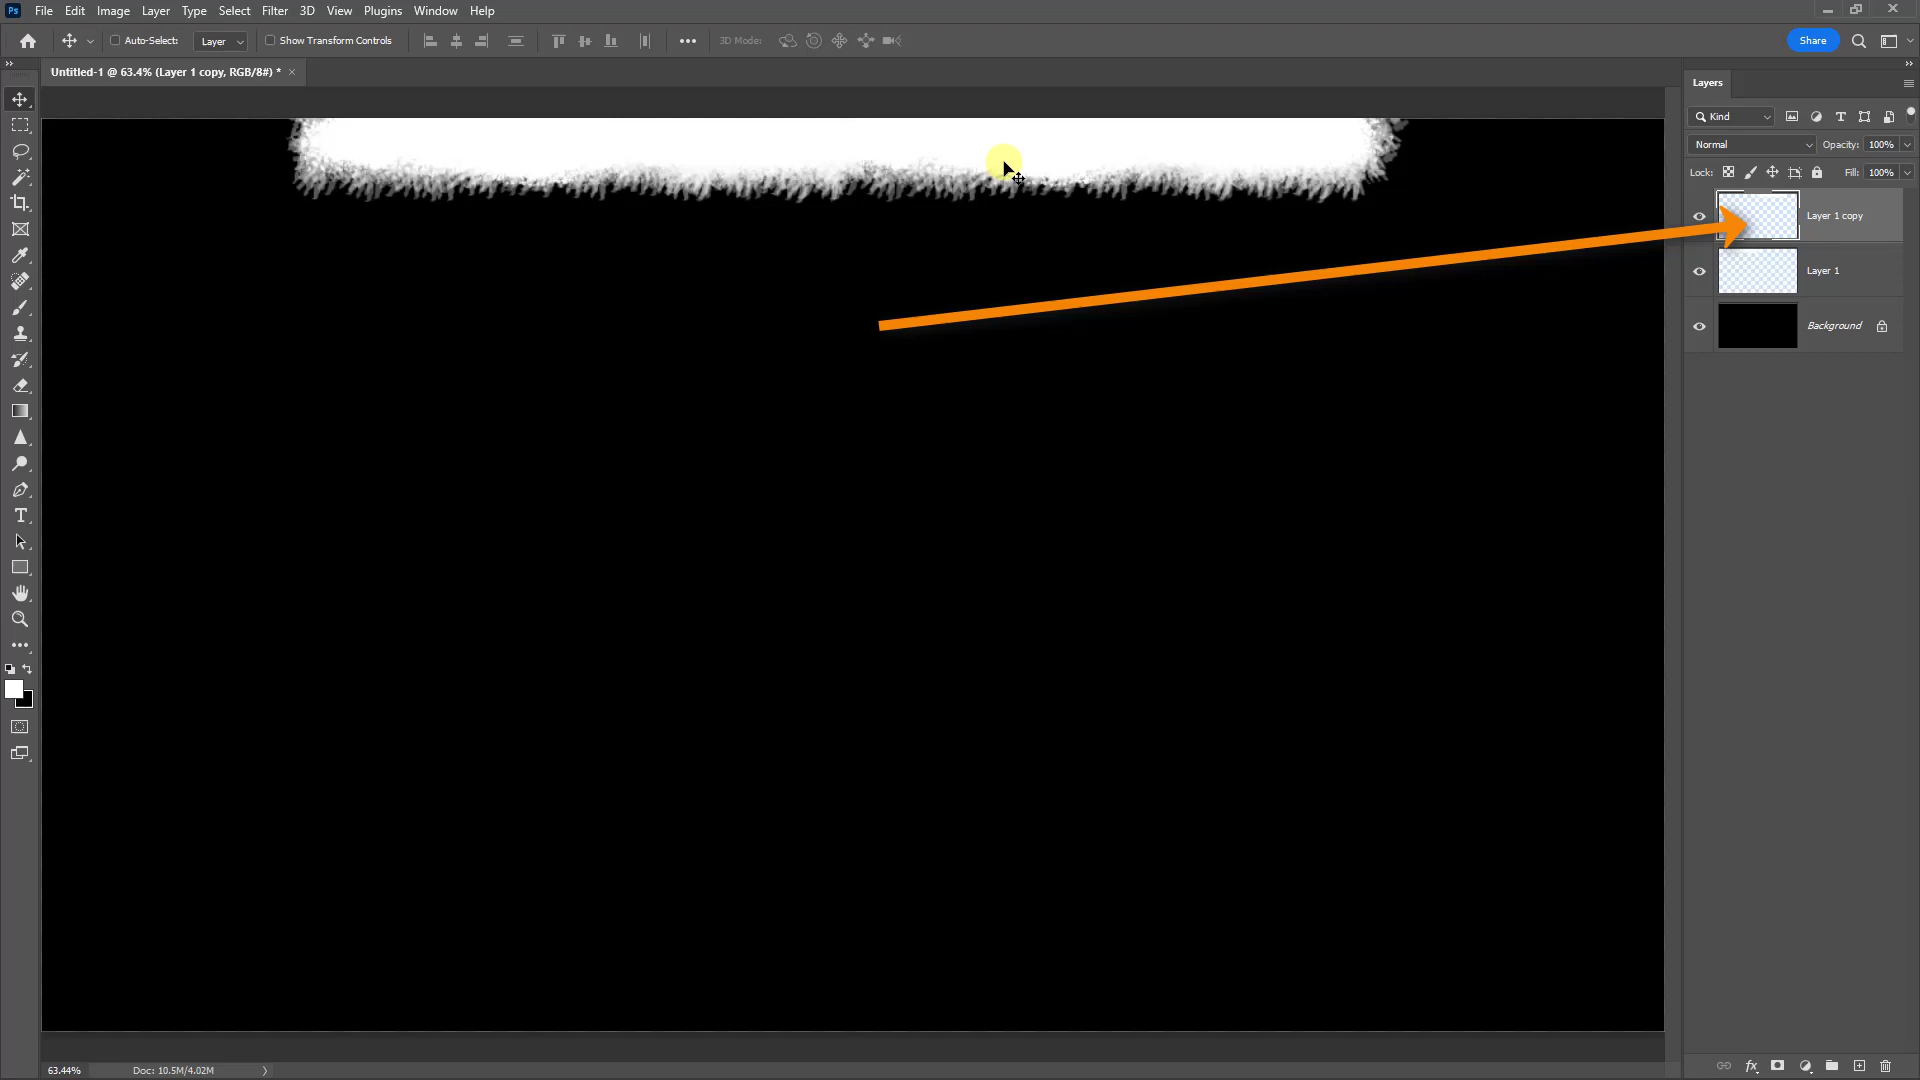 Ps File Edit Image Layer Type Select Filter 3D View Plugins Window Help
Auto-Select: Layer Show Transform Controls 3D Mode: Share
Untitled-1 @ 63.4% (Layer 1 copy, RGB/8#) *
Layers
Kind
Normal Opacity: 100%
Lock: Fill: 100%
Layer 1 copy
Layer 1
Background
63.44% Doc: 10.5M/4.02M